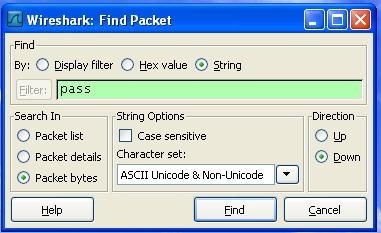 Wireshark: Find Packet
Find
By: Display filter Hex value String
Filter: pass
Search In
Packet list
Packet details
Packet bytes
String Options
Case sensitive
Character set:
ASCII Unicode & Non-Unicode
Direction
Up
Down
Help Find Cancel